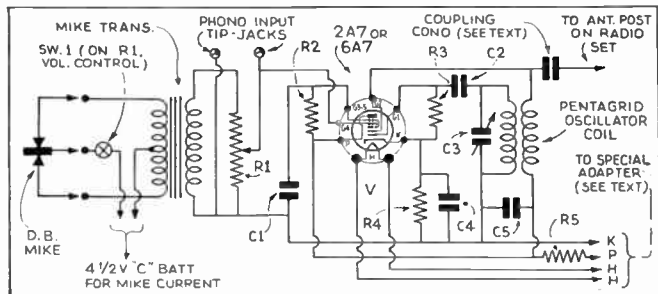 MIKE TRANS.
SW.1 (ON R1,
VOL. CONTROL)
PHONO INPUT
TIP-JACKS
R2
2A7 OR
6A7
COUPLING
COND (SEE TEXT)
R3
C2
TO ANT. POST
ON RADIO
SET
PENTAGRID
OSCILLATOR
COIL
TO SPECIAL
ADAPTER
(SEE TEXT)
R1
C1
V
H
R4
C4
C3
C5
R5
K
P
H
H
D.B.
MIKE
4 1/2 V "C" BATT
FOR MIKE CURRENT